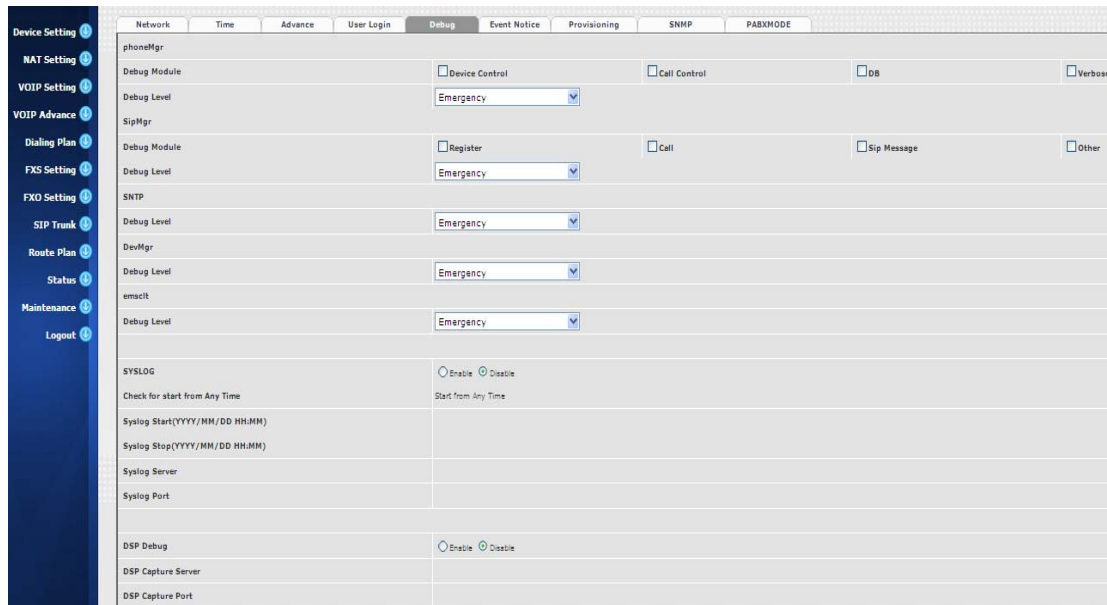 Network Time Advance User Login Debug Event Notice Provisioning SNMP PABXMODE
Device Setting
NAT Setting
VOIP Setting
VOIP Advance
Dialing Plan
FXS Setting
FXO Setting
SIP Trunk
Route Plan
Status
Maintenance
Logout
phoneMgr
Debug Module Device Control Call Control DB Verbose
Debug Level Emergency
SipMgr
Debug Module Register Call Sip Message Other
Debug Level Emergency
SNTP
Debug Level Emergency
DevMgr
Debug Level Emergency
emsclt
Debug Level Emergency
SYSLOG Enable Disable
Check for start from Any Time Start from Any Time
Syslog Start(YYYY/MM/DD HH:MM)
Syslog Stop(YYYY/MM/DD HH:MM)
Syslog Server
Syslog Port
DSP Debug Enable Disable
DSP Capture Server
DSP Capture Port